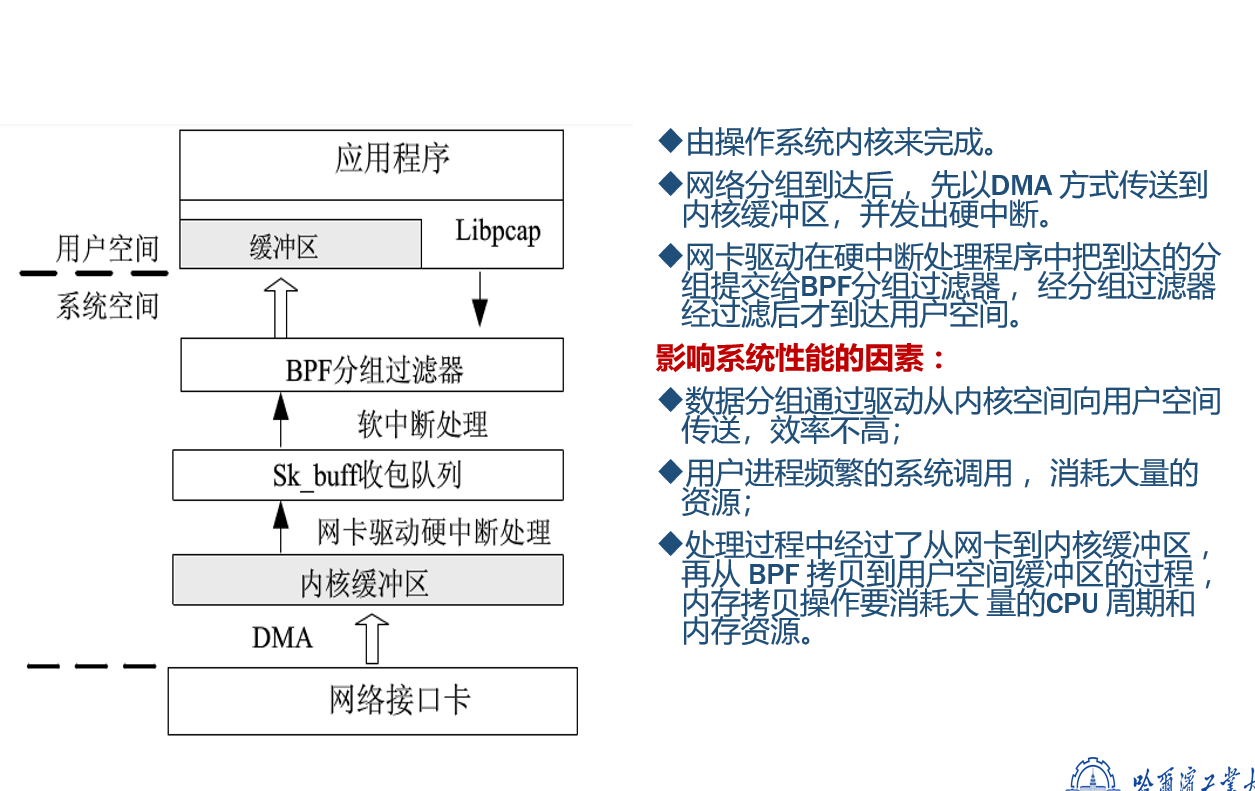 应用程序
缓冲区
Libpcap
用户空间
系统空间
BPF分组过滤器
软中断处理
Sk_buff收包队列
网卡驱动硬中断处理
内核缓冲区
DMA
网络接口卡
◆由操作系统内核来完成。
◆网络分组到达后，先以DMA 方式传送到
内核缓冲区，并发出硬中断。
◆网卡驱动在硬中断处理程序中把到达的分
组提交给BPF分组过滤器，经分组过滤器
经过滤后才到达用户空间。
影响系统性能的因素：
◆数据分组通过驱动从内核空间向用户空间
传送，效率不高；
◆用户进程频繁的系统调用，消耗大量的
资源；
◆处理过程中经过了从网卡到内核缓冲区，
再从 BPF 拷贝到用户空间缓冲区的过程，
内存拷贝操作要消耗大 量的CPU 周期和
内存资源。
哈爾濱工業大